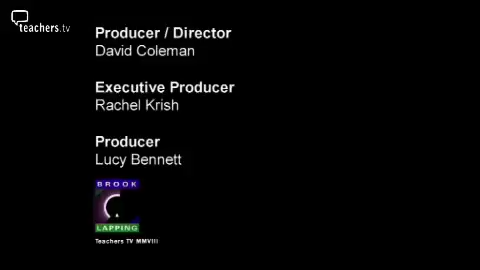 teachers.tv
Producer / Director
David Coleman
Executive Producer
Rachel Krish
Producer
Lucy Bennett
BROOK
LAPPING
Teachers TV MMVIII